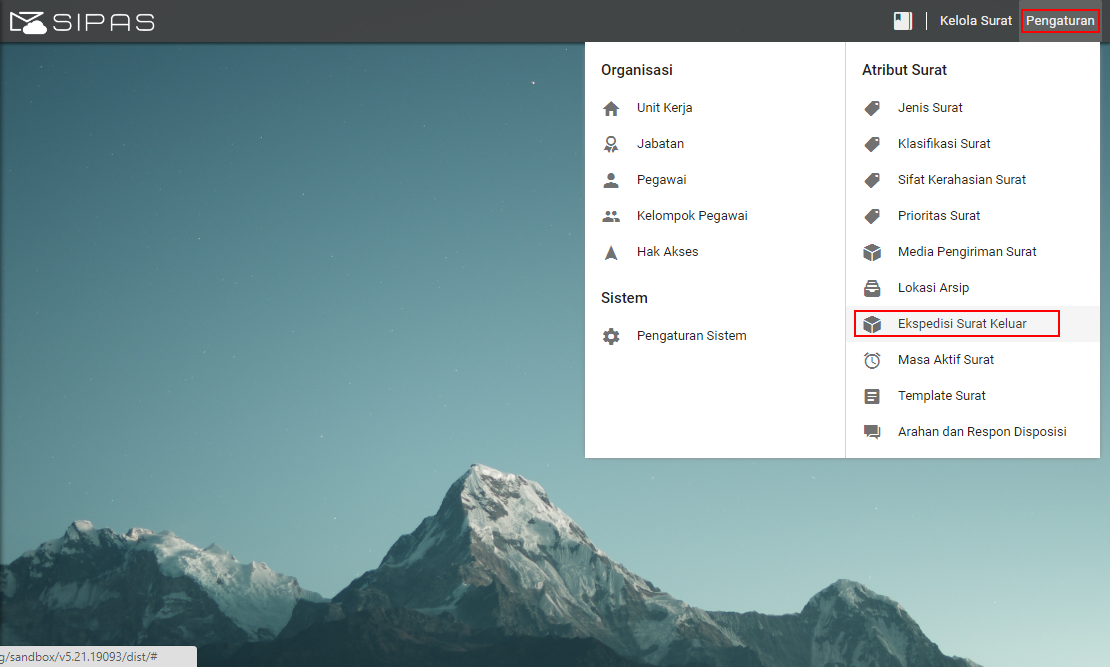 SIPAS
Kelola Surat
Pengaturan
Organisasi
Unit Kerja
Jabatan
Pegawai
Kelompok Pegawai
Hak Akses
Sistem
Pengaturan Sistem
Atribut Surat
Jenis Surat
Klasifikasi Surat
Sifat Kerahasian Surat
Prioritas Surat
Media Pengiriman Surat
Lokasi Arsip
Ekspedisi Surat Keluar
Masa Aktif Surat
Template Surat
Arahan dan Respon Disposisi
g/sandbox/v5.21.19093/dist/#